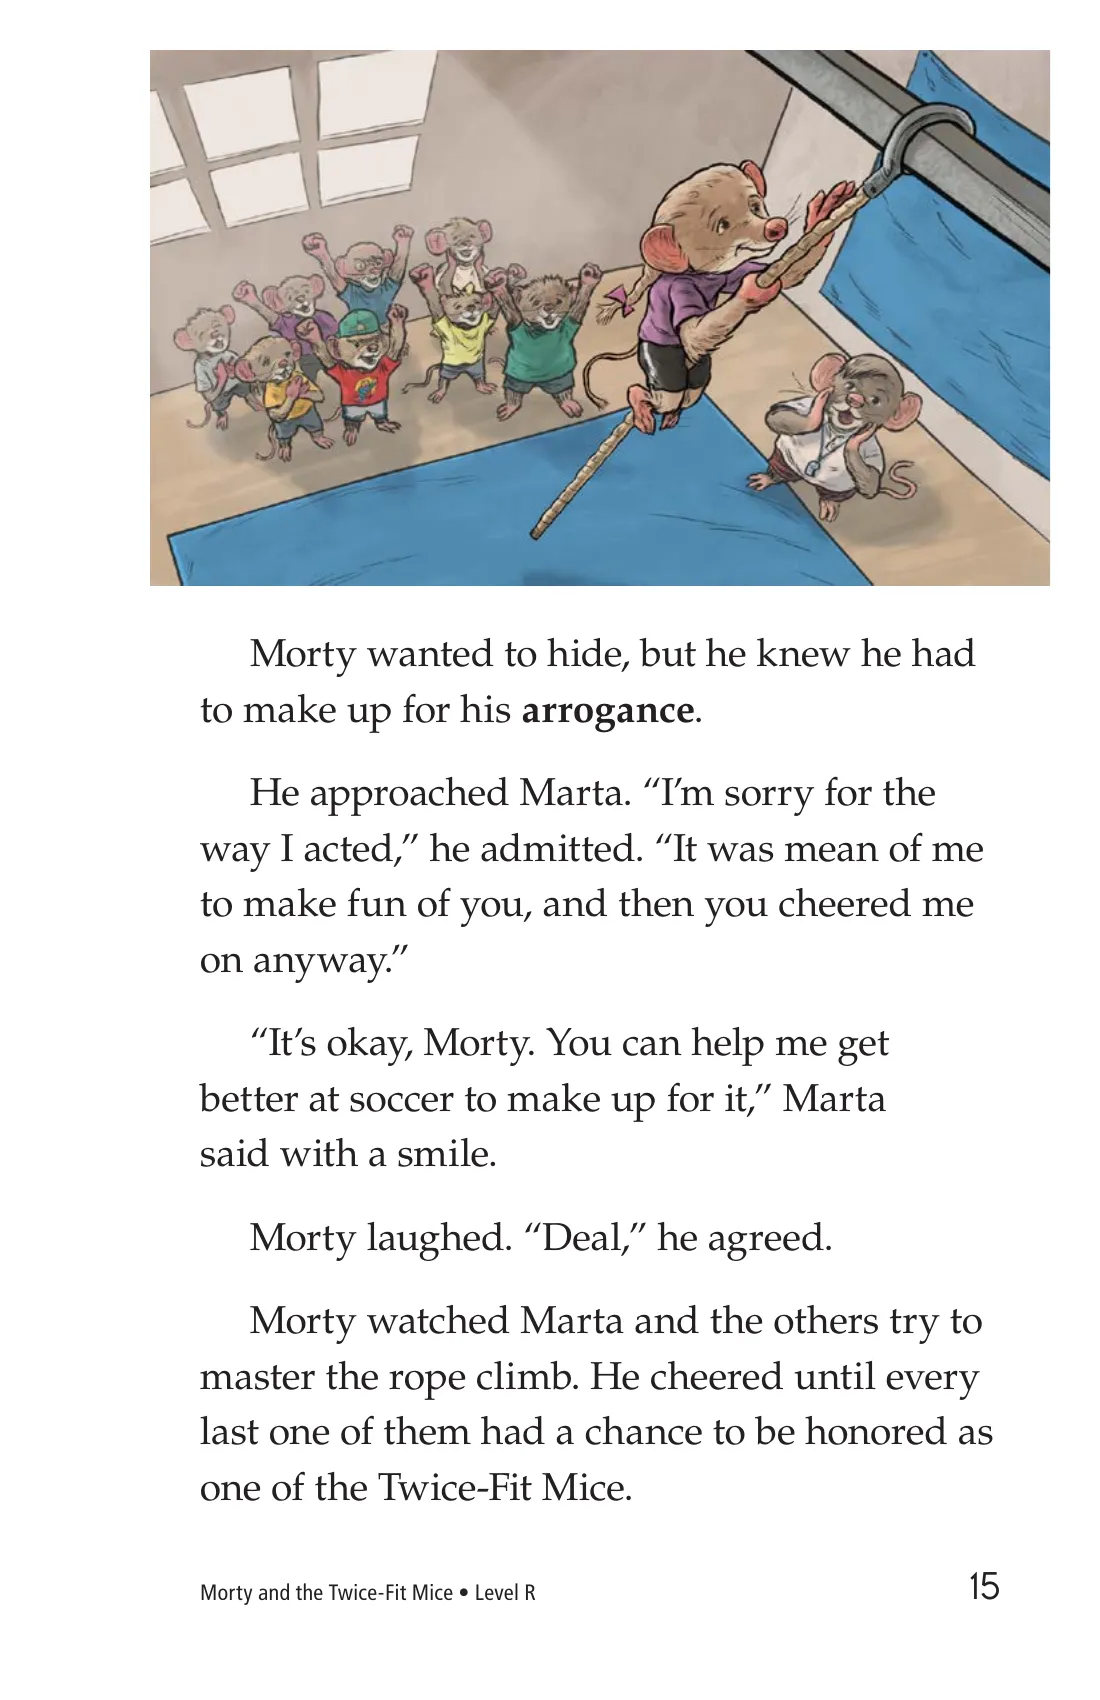 Morty wanted to hide, but he knew he had
to make up for his arrogance.
He approached Marta. “I’m sorry for the
way I acted,” he admitted. “It was mean of me
to make fun of you, and then you cheered me
on anyway.”
“It’s okay, Morty. You can help me get
better at soccer to make up for it,” Marta
said with a smile.
Morty laughed. “Deal,” he agreed.
Morty watched Marta and the others try to
master the rope climb. He cheered until every
last one of them had a chance to be honored as
one of the Twice-Fit Mice.
Morty and the Twice-Fit Mice • Level R
15